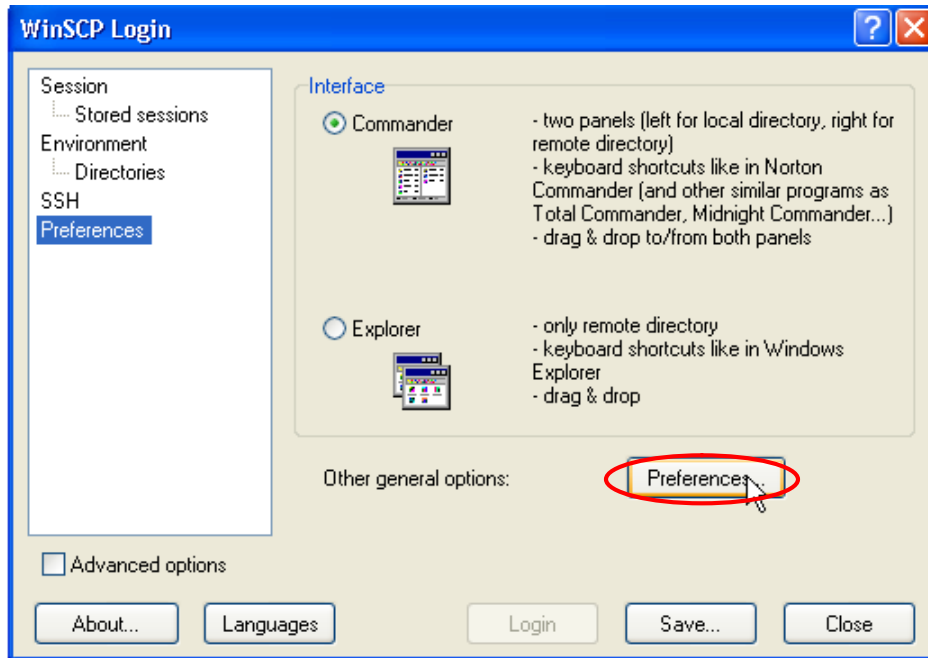 WinSCP Login
Session
Stored sessions
Environment
Directories
SSH
Preferences
Interface
Commander
- two panels (left for local directory, right for
remote directory)
- keyboard shortcuts like in Norton
Commander (and other similar programs as
Total Commander, Midnight Commander...)
- drag & drop to/from both panels
Explorer
- only remote directory
- keyboard shortcuts like in Windows
Explorer
- drag & drop
Other general options:
Preferences...
Advanced options
About...
Languages
Login
Save...
Close